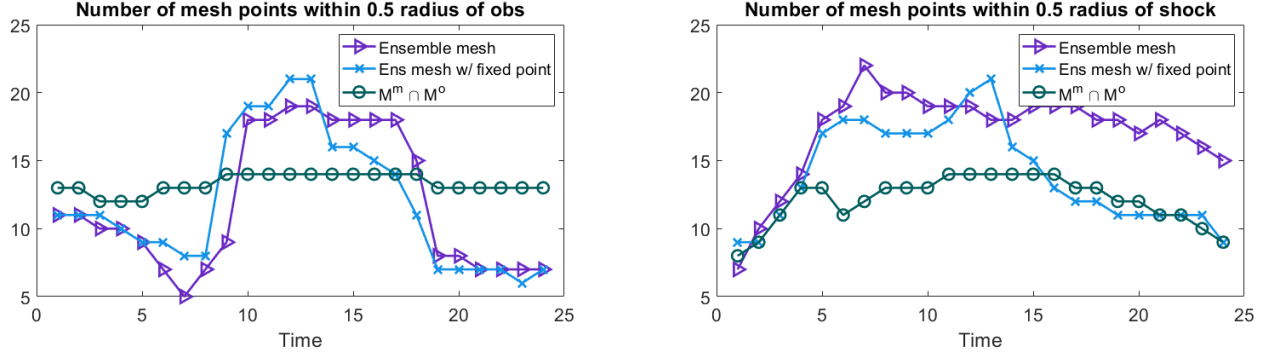 Number of mesh points within 0.5 radius of obs
25
20
15
10
5
0
5
10
15
20
25
Time
Ensemble mesh
Ens mesh w/ fixed point
Mᵐ ∩ Mᵒ
Number of mesh points within 0.5 radius of shock
25
20
15
10
5
0
5
10
15
20
25
Time
Ensemble mesh
Ens mesh w/ fixed point
Mᵐ ∩ Mᵒ